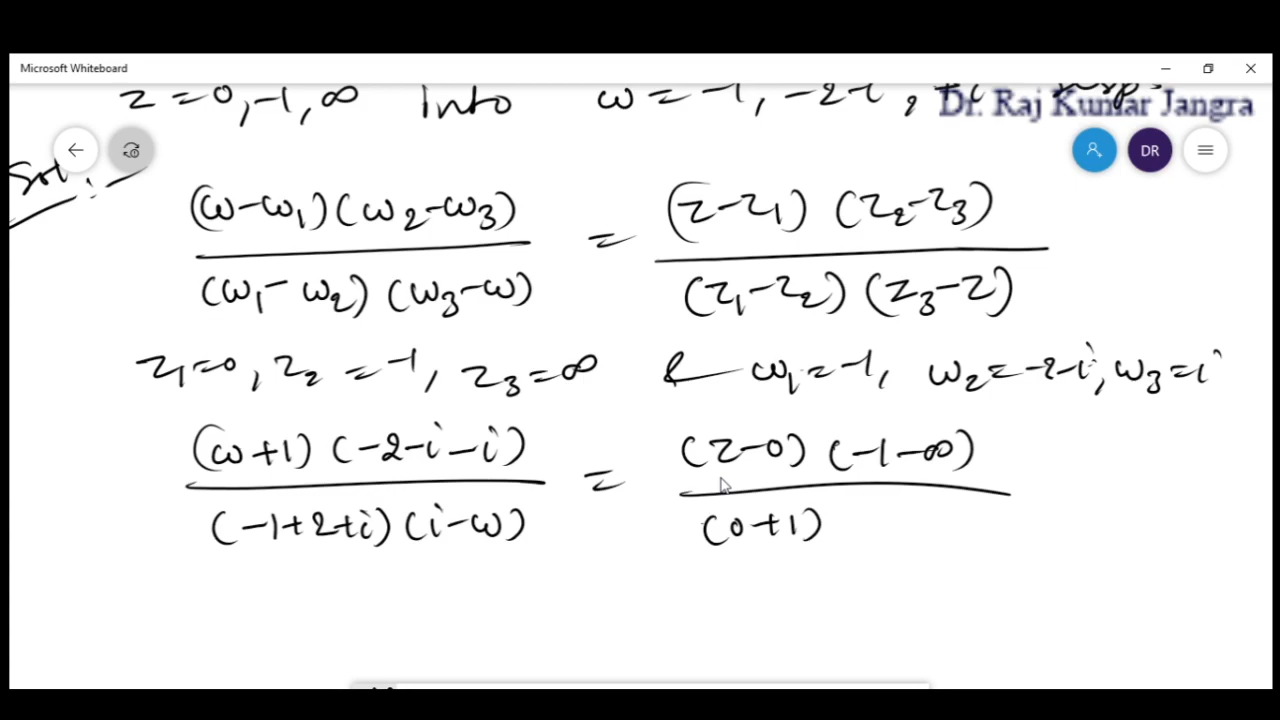 Microsoft Whiteboard
z = 0, -1, ∞ into ω = -1, -2-i,
Dr. Raj Kumar Jangra
DR
Sol:-
(ω-ω₁)(ω₂-ω₃) / (ω₁-ω₂)(ω₃-ω) = (z-z₁)(z₂-z₃) / (z₁-z₂)(z₃-z)
z₁=0, z₂=-1, z₃=∞ & ω₁=-1, ω₂=-2-i, ω₃=i
(ω+1)(-2-i-i) / (-1+2+i)(i-ω) = (z-0)(-1-∞) / (0+1)